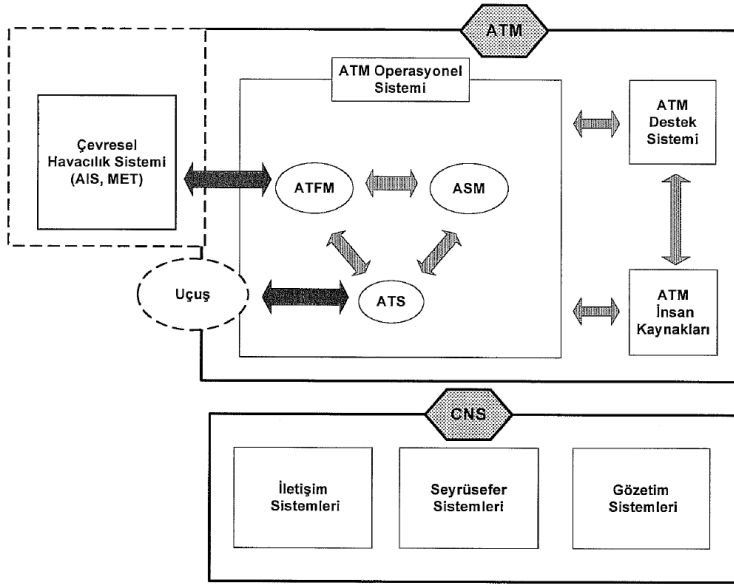 ATM
ATM Operasyonel
Sistemi
ATM
Destek
Sistemi
Çevresel
Havacılık Sistemi
(AIS, MET)
ATFM
ASM
Uçuş
ATS
ATM
İnsan
Kaynakları
CNS
İletişim
Sistemleri
Seyrüsefer
Sistemleri
Gözetim
Sistemleri